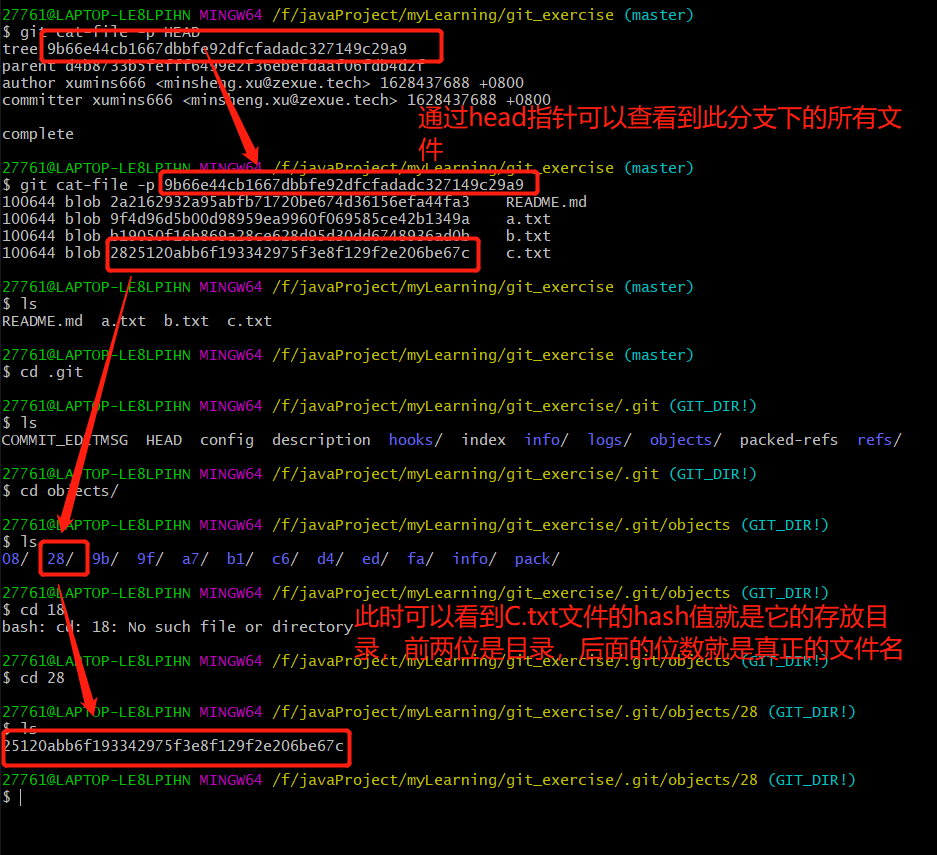 27761@LAPTOP-LE8LPIHN MINGW64 /f/javaProject/myLearning/git_exercise (master)
$ git cat-file -p HEAD
tree 9b66e44cb1667dbbfe92dfcfadadc327149c29a9
parent d4b8733b5fefff6499e2f36ebefdaaf06fdb4d2f
author xumins666 <minsheng.xu@zexue.tech> 1628437688 +0800
committer xumins666 <minsheng.xu@zexue.tech> 1628437688 +0800
complete
通过head指针可以查看到此分支下的所有文
件
27761@LAPTOP-LE8LPIHN MINGW64 /f/javaProject/myLearning/git_exercise (master)
$ git cat-file -p 9b66e44cb1667dbbfe92dfcfadadc327149c29a9
100644 blob 2a2162932a95abfb71720be674d36156efa44fa3 README.md
100644 blob 9f4d96d5b00d98959ea9960f069585ce42b1349a a.txt
100644 blob b19050f16b869a28ce628d95d30dd6748936ad0b b.txt
100644 blob 2825120abb6f193342975f3e8f129f2e206be67c c.txt
27761@LAPTOP-LE8LPIHN MINGW64 /f/javaProject/myLearning/git_exercise (master)
$ ls
README.md a.txt b.txt c.txt
27761@LAPTOP-LE8LPIHN MINGW64 /f/javaProject/myLearning/git_exercise (master)
$ cd .git
27761@LAPTOP-LE8LPIHN MINGW64 /f/javaProject/myLearning/git_exercise/.git (GIT_DIR!)
$ ls
COMMIT_EDITMSG HEAD config description hooks/ index info/ logs/ objects/ packed-refs refs/
27761@LAPTOP-LE8LPIHN MINGW64 /f/javaProject/myLearning/git_exercise/.git (GIT_DIR!)
$ cd objects/
27761@LAPTOP-LE8LPIHN MINGW64 /f/javaProject/myLearning/git_exercise/.git/objects (GIT_DIR!)
$ ls
08/ 28/ 9b/ 9f/ a7/ b1/ c6/ d4/ ed/ fa/ info/ pack/
27761@LAPTOP-LE8LPIHN MINGW64 /f/javaProject/myLearning/git_exercise/.git/objects (GIT_DIR!)
$ cd 18
bash: cd: 18: No such file or directory
此时可以看到C.txt文件的hash值就是它的存放目
录，前两位是目录，后面的位数就是真正的文件名
27761@LAPTOP-LE8LPIHN MINGW64 /f/javaProject/myLearning/git_exercise/.git/objects (GIT_DIR!)
$ cd 28
27761@LAPTOP-LE8LPIHN MINGW64 /f/javaProject/myLearning/git_exercise/.git/objects/28 (GIT_DIR!)
$ ls
25120abb6f193342975f3e8f129f2e206be67c
27761@LAPTOP-LE8LPIHN MINGW64 /f/javaProject/myLearning/git_exercise/.git/objects/28 (GIT_DIR!)
$